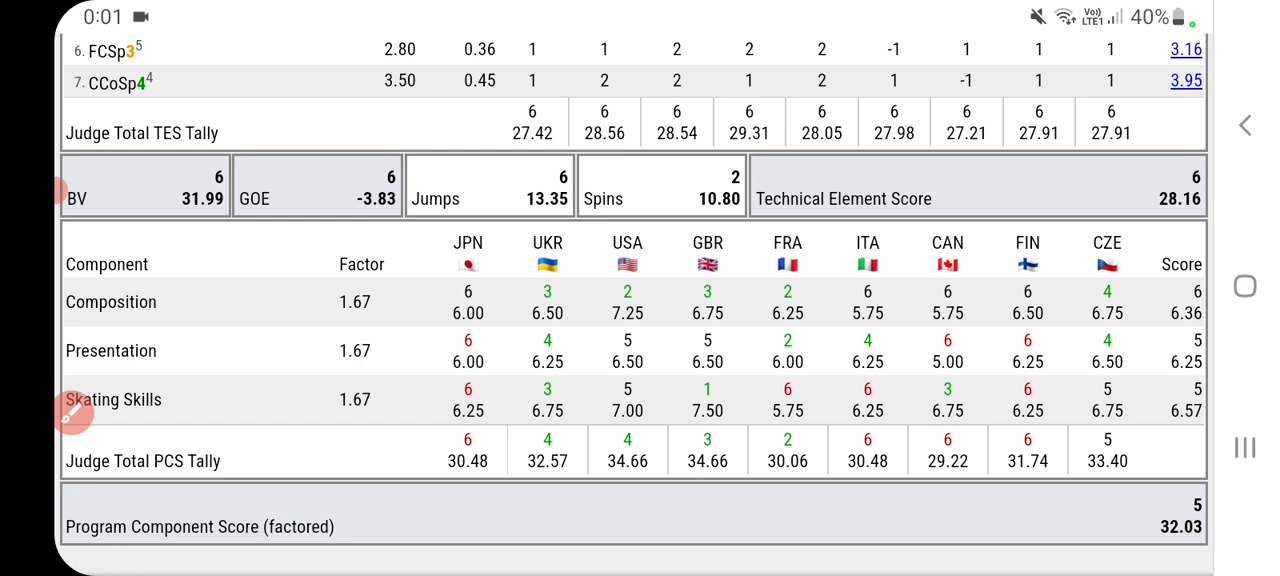 0:01 Vo)) LTE1 40%
6. FCSp3⁵ 2.80 0.36 1 1 2 2 2 -1 1 1 1 3.16
7. CCoSp4⁴ 3.50 0.45 1 2 2 1 2 1 -1 1 1 3.95
6 6 6 6 6 6 6 6 6
Judge Total TES Tally 27.42 28.56 28.54 29.31 28.05 27.98 27.21 27.91 27.91
6 6 6 2 6
BV 31.99 GOE -3.83 Jumps 13.35 Spins 10.80 Technical Element Score 28.16
JPN UKR USA GBR FRA ITA CAN FIN CZE
Component Factor Score
6 3 2 3 2 6 6 6 4 6
Composition 1.67 6.00 6.50 7.25 6.75 6.25 5.75 5.75 6.50 6.75 6.36
6 4 5 5 2 4 6 6 4 5
Presentation 1.67 6.00 6.25 6.50 6.50 6.00 6.25 5.00 6.25 6.50 6.25
6 3 5 1 6 6 3 6 5 5
Skating Skills 1.67 6.25 6.75 7.00 7.50 5.75 6.25 6.75 6.25 6.75 6.57
6 4 4 3 2 6 6 6 5
Judge Total PCS Tally 30.48 32.57 34.66 34.66 30.06 30.48 29.22 31.74 33.40
5
Program Component Score (factored) 32.03